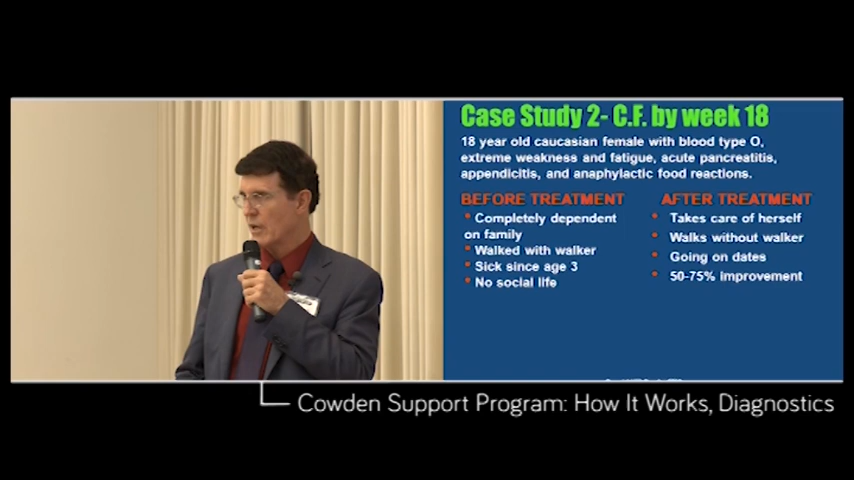 Case Study 2- C.F. by week 18
18 year old caucasian female with blood type O,
extreme weakness and fatigue, acute pancreatitis,
appendicitis, and anaphylactic food reactions.
BEFORE TREATMENT
Completely dependent
on family
Walked with walker
Sick since age 3
No social life
AFTER TREATMENT
Takes care of herself
Walks without walker
Going on dates
50-75% improvement
Cowden Support Program: How It Works, Diagnostics